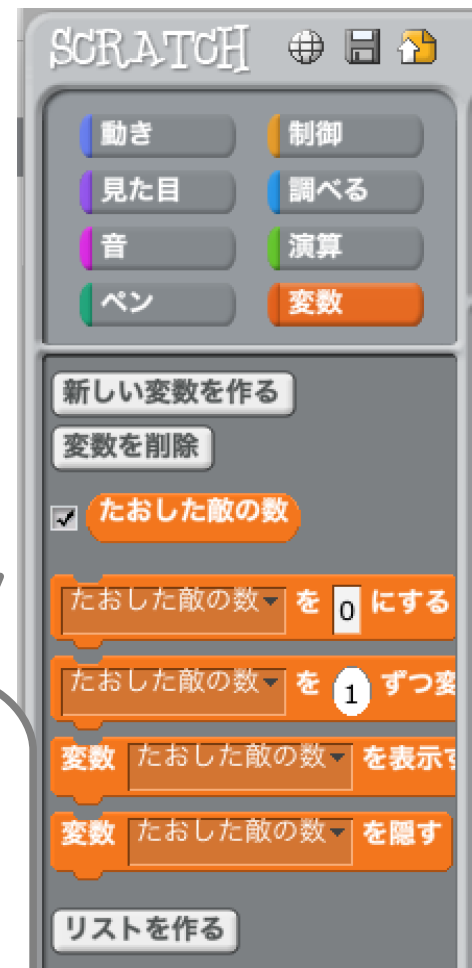 SCRATCH
動き 制御
見た目 調べる
音 演算
ペン 変数
新しい変数を作る
変数を削除
たおした敵の数
たおした敵の数 を 0 にする
たおした敵の数 を 1 ずつ変
変数 たおした敵の数 を表示す
変数 たおした敵の数 を隠す
リストを作る